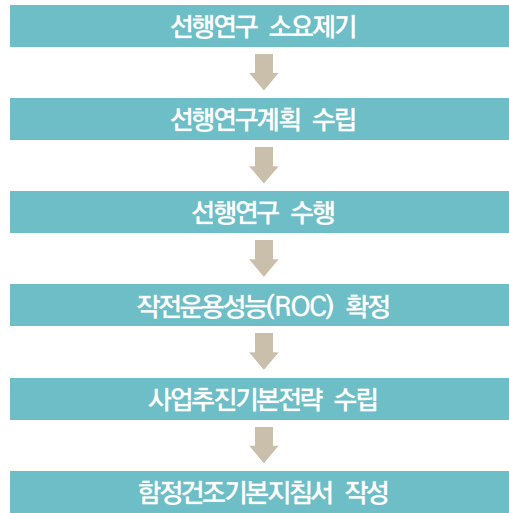 선행연구 소요제기
선행연구계획 수립
선행연구 수행
작전운용성능(ROC) 확정
사업추진기본전략 수립
함정건조기본지침서 작성